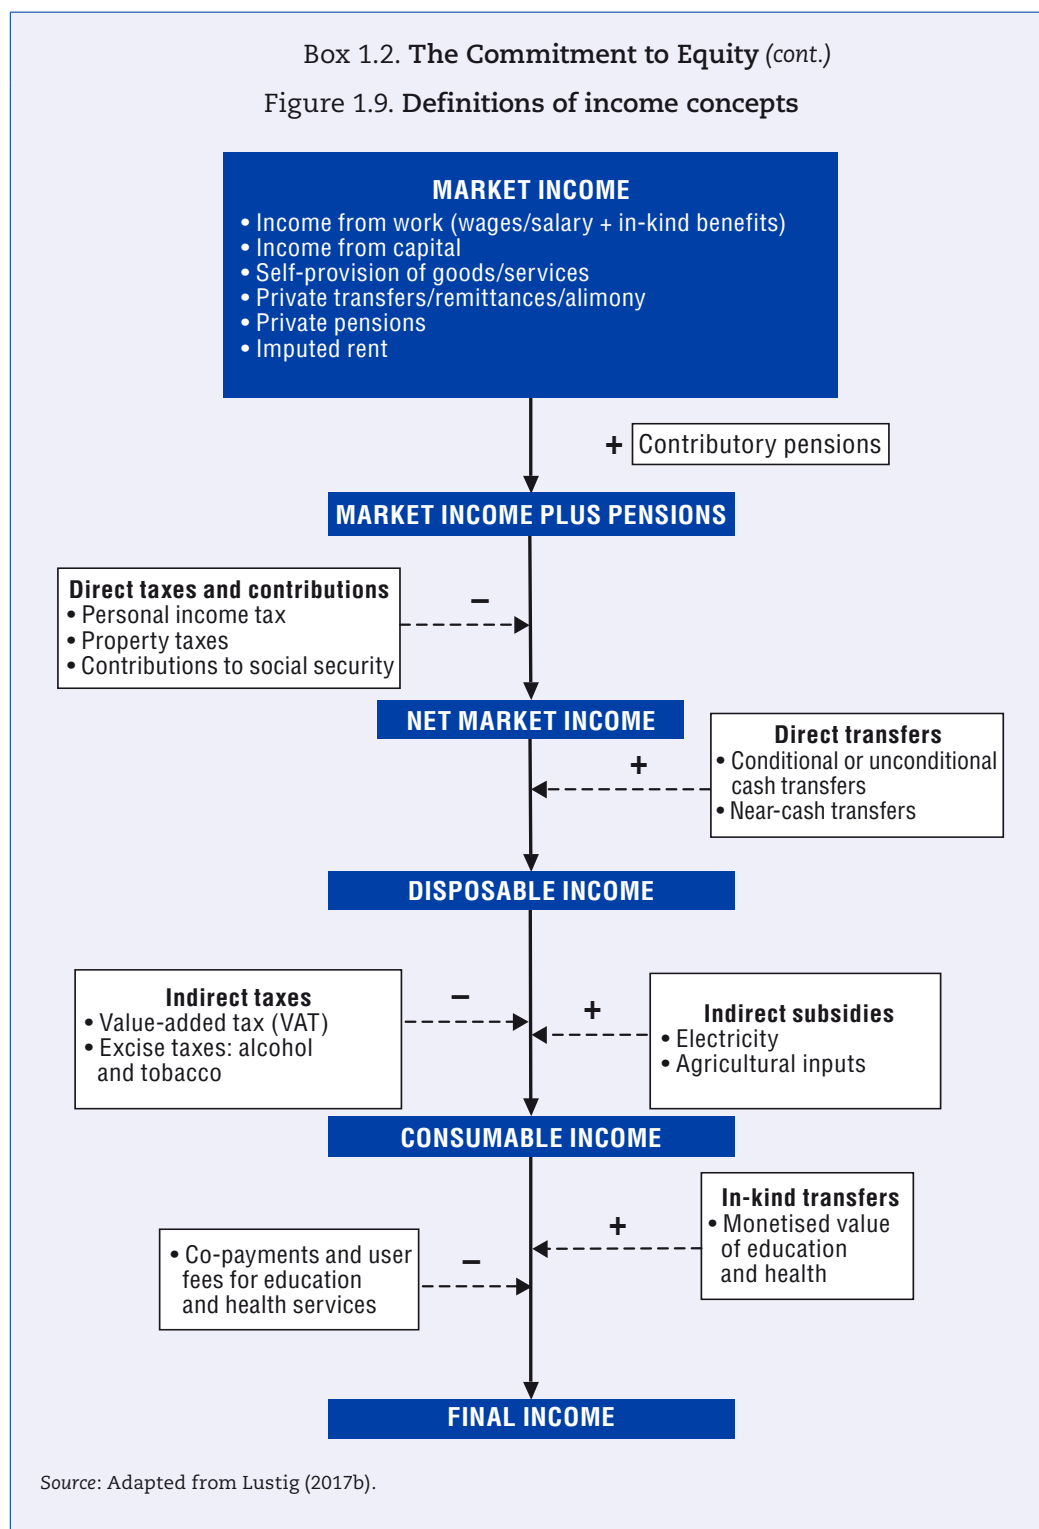 Box 1.2. The Commitment to Equity (cont.)
Figure 1.9. Definitions of income concepts
MARKET INCOME
• Income from work (wages/salary + in-kind benefits)
• Income from capital
• Self-provision of goods/services
• Private transfers/remittances/alimony
• Private pensions
• Imputed rent
+ Contributory pensions
MARKET INCOME PLUS PENSIONS
Direct taxes and contributions
• Personal income tax
• Property taxes
• Contributions to social security
–
NET MARKET INCOME
Direct transfers
• Conditional or unconditional
cash transfers
• Near-cash transfers
+
DISPOSABLE INCOME
Indirect taxes
• Value-added tax (VAT)
• Excise taxes: alcohol
and tobacco
–
+
Indirect subsidies
• Electricity
• Agricultural inputs
CONSUMABLE INCOME
In-kind transfers
• Monetised value
of education
and health
+
• Co-payments and user
fees for education
and health services
–
FINAL INCOME
Source: Adapted from Lustig (2017b).